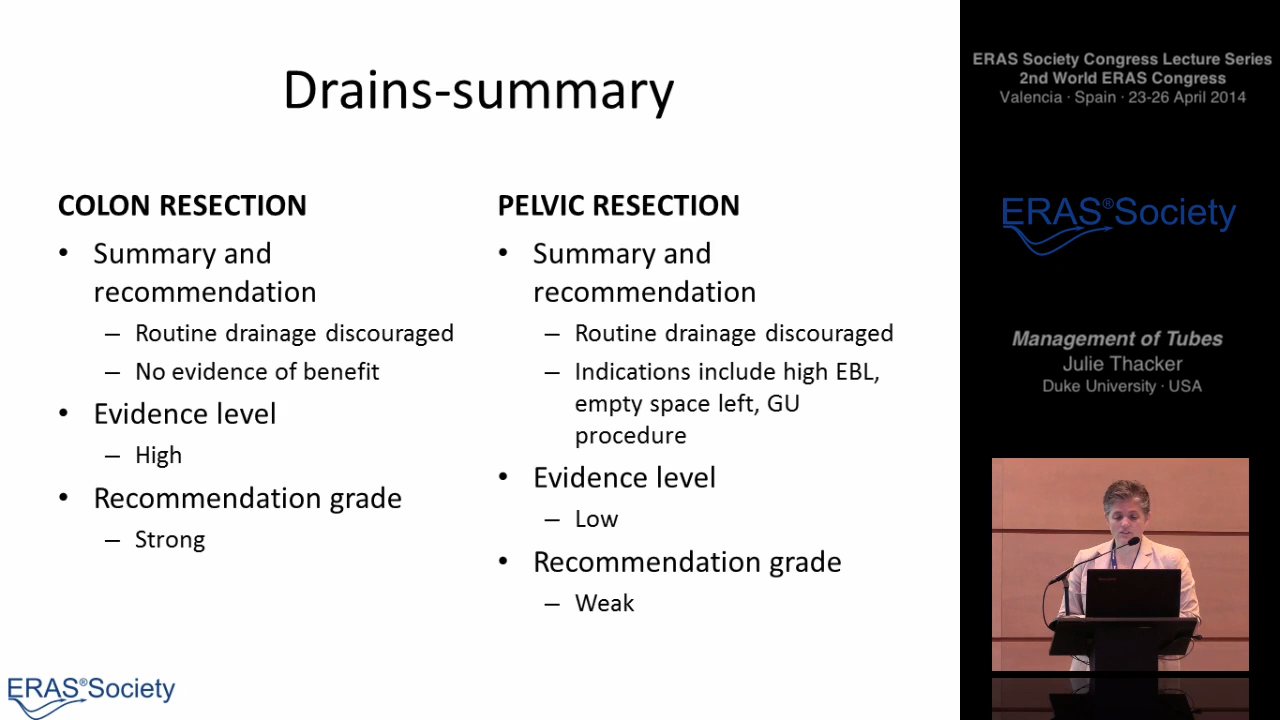 Drains-summary
COLON RESECTION
• Summary and
recommendation
– Routine drainage discouraged
– No evidence of benefit
• Evidence level
– High
• Recommendation grade
– Strong
PELVIC RESECTION
• Summary and
recommendation
– Routine drainage discouraged
– Indications include high EBL,
empty space left, GU
procedure
• Evidence level
– Low
• Recommendation grade
– Weak
ERAS®Society
ERAS Society Congress Lecture Series
2nd World ERAS Congress
Valencia · Spain · 23-26 April 2014
ERAS®Society
Management of Tubes
Julie Thacker
Duke University · USA